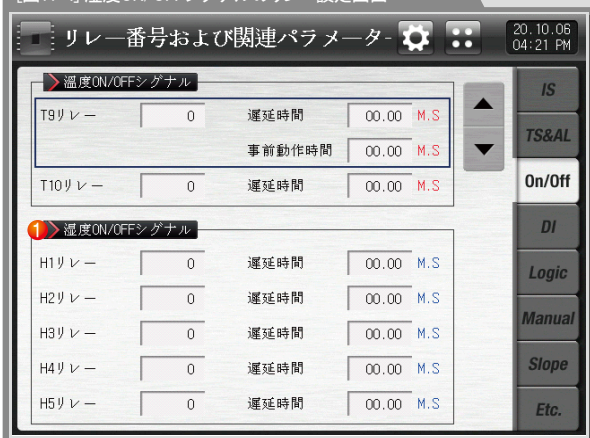 リレー番号および関連パラメーター
20.10.06
04:21 PM
温度ON/OFFシグナル
T9リレー 0 遅延時間 00.00 M.S
事前動作時間 00.00 M.S
T10リレー 0 遅延時間 00.00 M.S
1 湿度ON/OFFシグナル
H1リレー 0 遅延時間 00.00 M.S
H2リレー 0 遅延時間 00.00 M.S
H3リレー 0 遅延時間 00.00 M.S
H4リレー 0 遅延時間 00.00 M.S
H5リレー 0 遅延時間 00.00 M.S
IS
TS&AL
On/Off
DI
Logic
Manual
Slope
Etc.